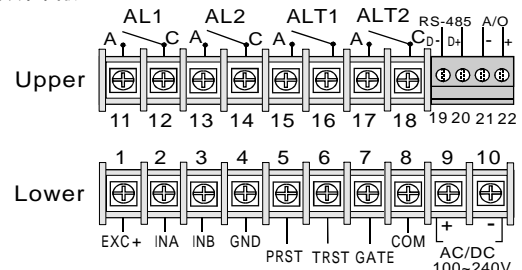 AL1 AL2 ALT1 ALT2 RS-485 A/O
A C A C A A C D- D+ - +
Upper
11 12 13 14 15 16 17 18 19 20 21 22
1 2 3 4 5 6 7 8 9 10
Lower
+ -
EXC+ INA INB GND PRST TRST GATE COM AC/DC
100~240V